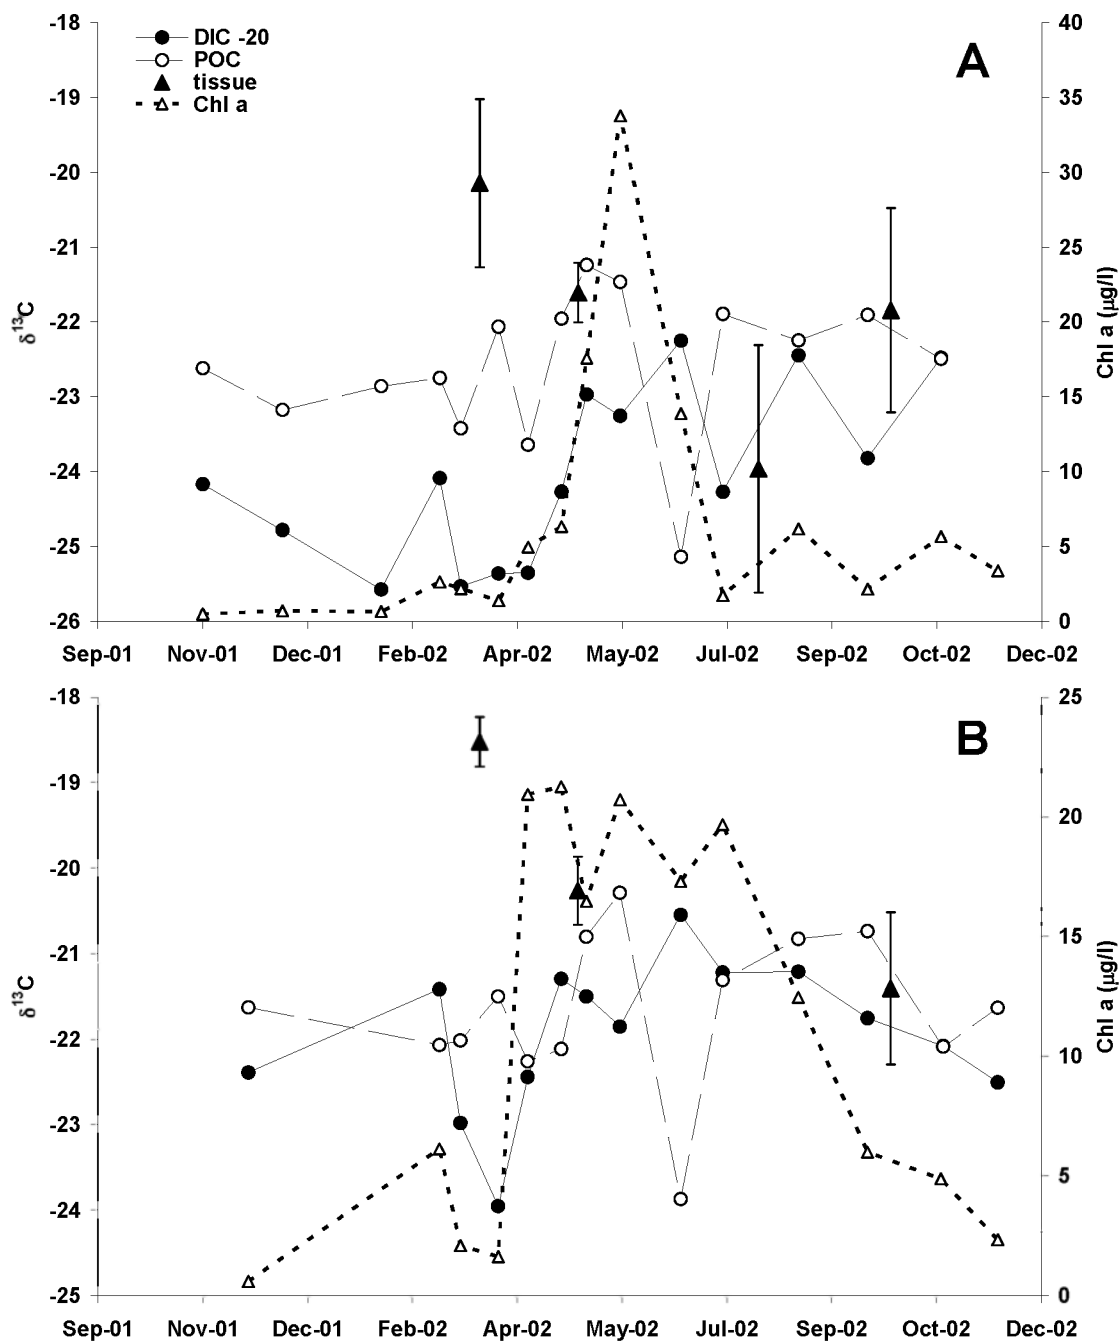 -18
-19
-20
-21
-22
-23
-24
-25
-26
δ13C
DIC -20
POC
tissue
Chl a
A
40
35
30
25
20
15
10
5
0
Chl a (µg/l)
Sep-01 Nov-01 Dec-01 Feb-02 Apr-02 May-02 Jul-02 Sep-02 Oct-02 Dec-02
-18
-19
-20
-21
-22
-23
-24
-25
δ13C
B
25
20
15
10
5
0
Chl a (µg/l)
Sep-01 Nov-01 Dec-01 Feb-02 Apr-02 May-02 Jul-02 Sep-02 Oct-02 Dec-02